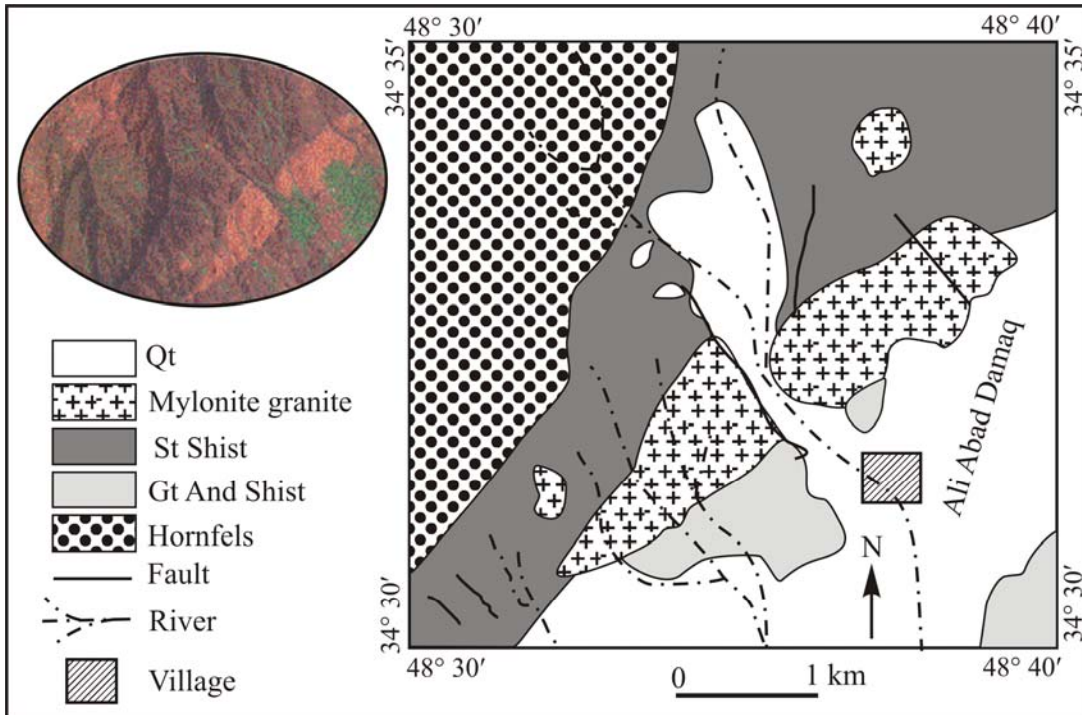 48° 30′
48° 40′
34° 35′
34° 35′
Qt
Mylonite granite
St Shist
Gt And Shist
Hornfels
Fault
River
Village
Ali Abad Damaq
N
34° 30′
34° 30′
48° 30′
48° 40′
0
1 km